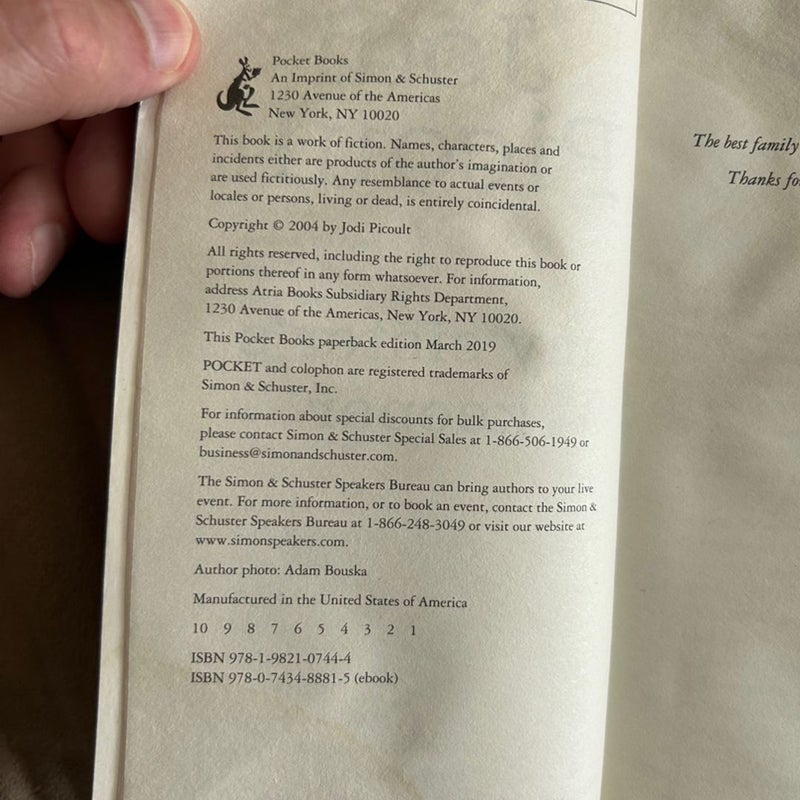 Pocket Books
An Imprint of Simon & Schuster
1230 Avenue of the Americas
New York, NY 10020
This book is a work of fiction. Names, characters, places and
incidents either are products of the author's imagination or
are used fictitiously. Any resemblance to actual events or
locales or persons, living or dead, is entirely coincidental.
Copyright © 2004 by Jodi Picoult
All rights reserved, including the right to reproduce this book or
portions thereof in any form whatsoever. For information,
address Atria Books Subsidiary Rights Department,
1230 Avenue of the Americas, New York, NY 10020.
This Pocket Books paperback edition March 2019
POCKET and colophon are registered trademarks of
Simon & Schuster, Inc.
For information about special discounts for bulk purchases,
please contact Simon & Schuster Special Sales at 1-866-506-1949 or
business@simonandschuster.com.
The Simon & Schuster Speakers Bureau can bring authors to your live
event. For more information, or to book an event, contact the Simon &
Schuster Speakers Bureau at 1-866-248-3049 or visit our website at
www.simonspeakers.com.
Author photo: Adam Bouska
Manufactured in the United States of America
10 9 8 7 6 5 4 3 2 1
ISBN 978-1-9821-0744-4
ISBN 978-0-7434-8881-5 (ebook)
The best family
Thanks